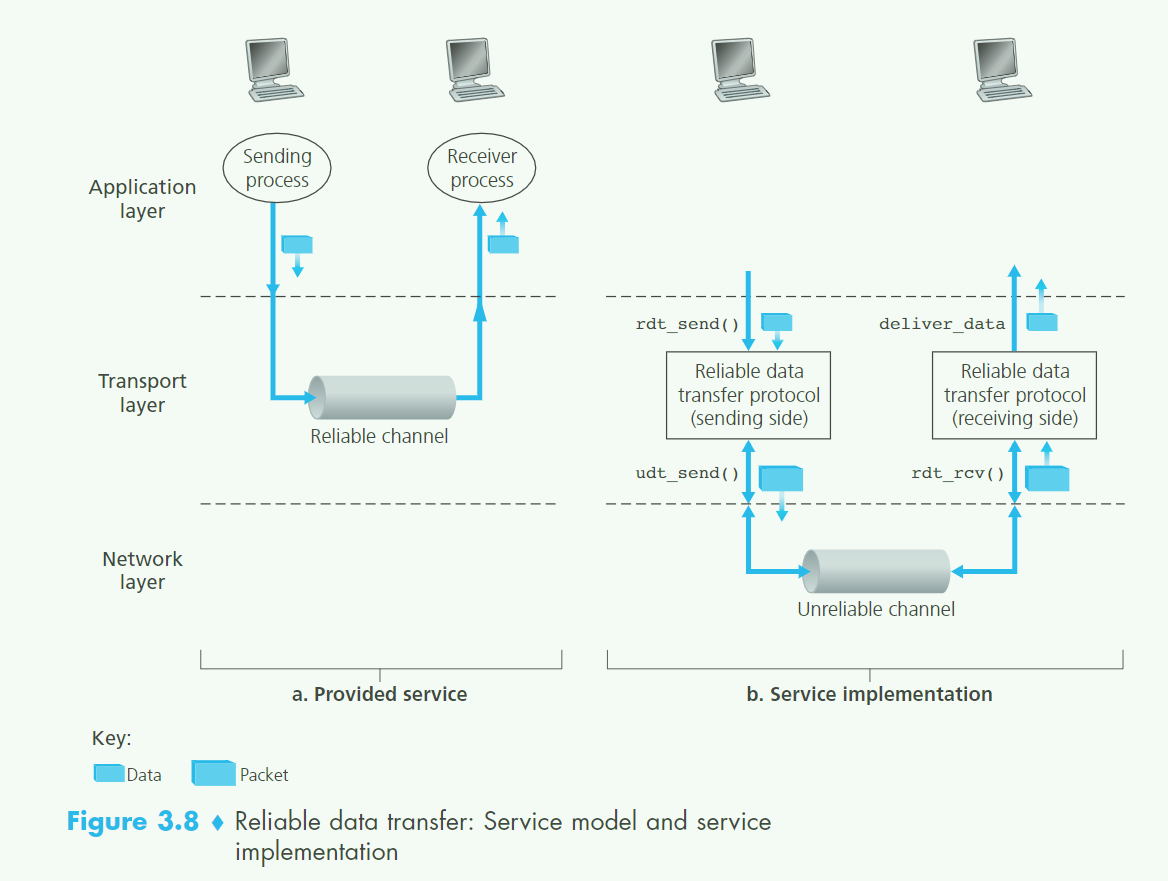 Sending
process
Receiver
process
Application
layer
rdt_send()
deliver_data
Transport
layer
Reliable channel
Reliable data
transfer protocol
(sending side)
Reliable data
transfer protocol
(receiving side)
udt_send()
rdt_rcv()
Network
layer
Unreliable channel
a. Provided service
b. Service implementation
Key:
Data
Packet
Figure 3.8 ♦ Reliable data transfer: Service model and service
implementation